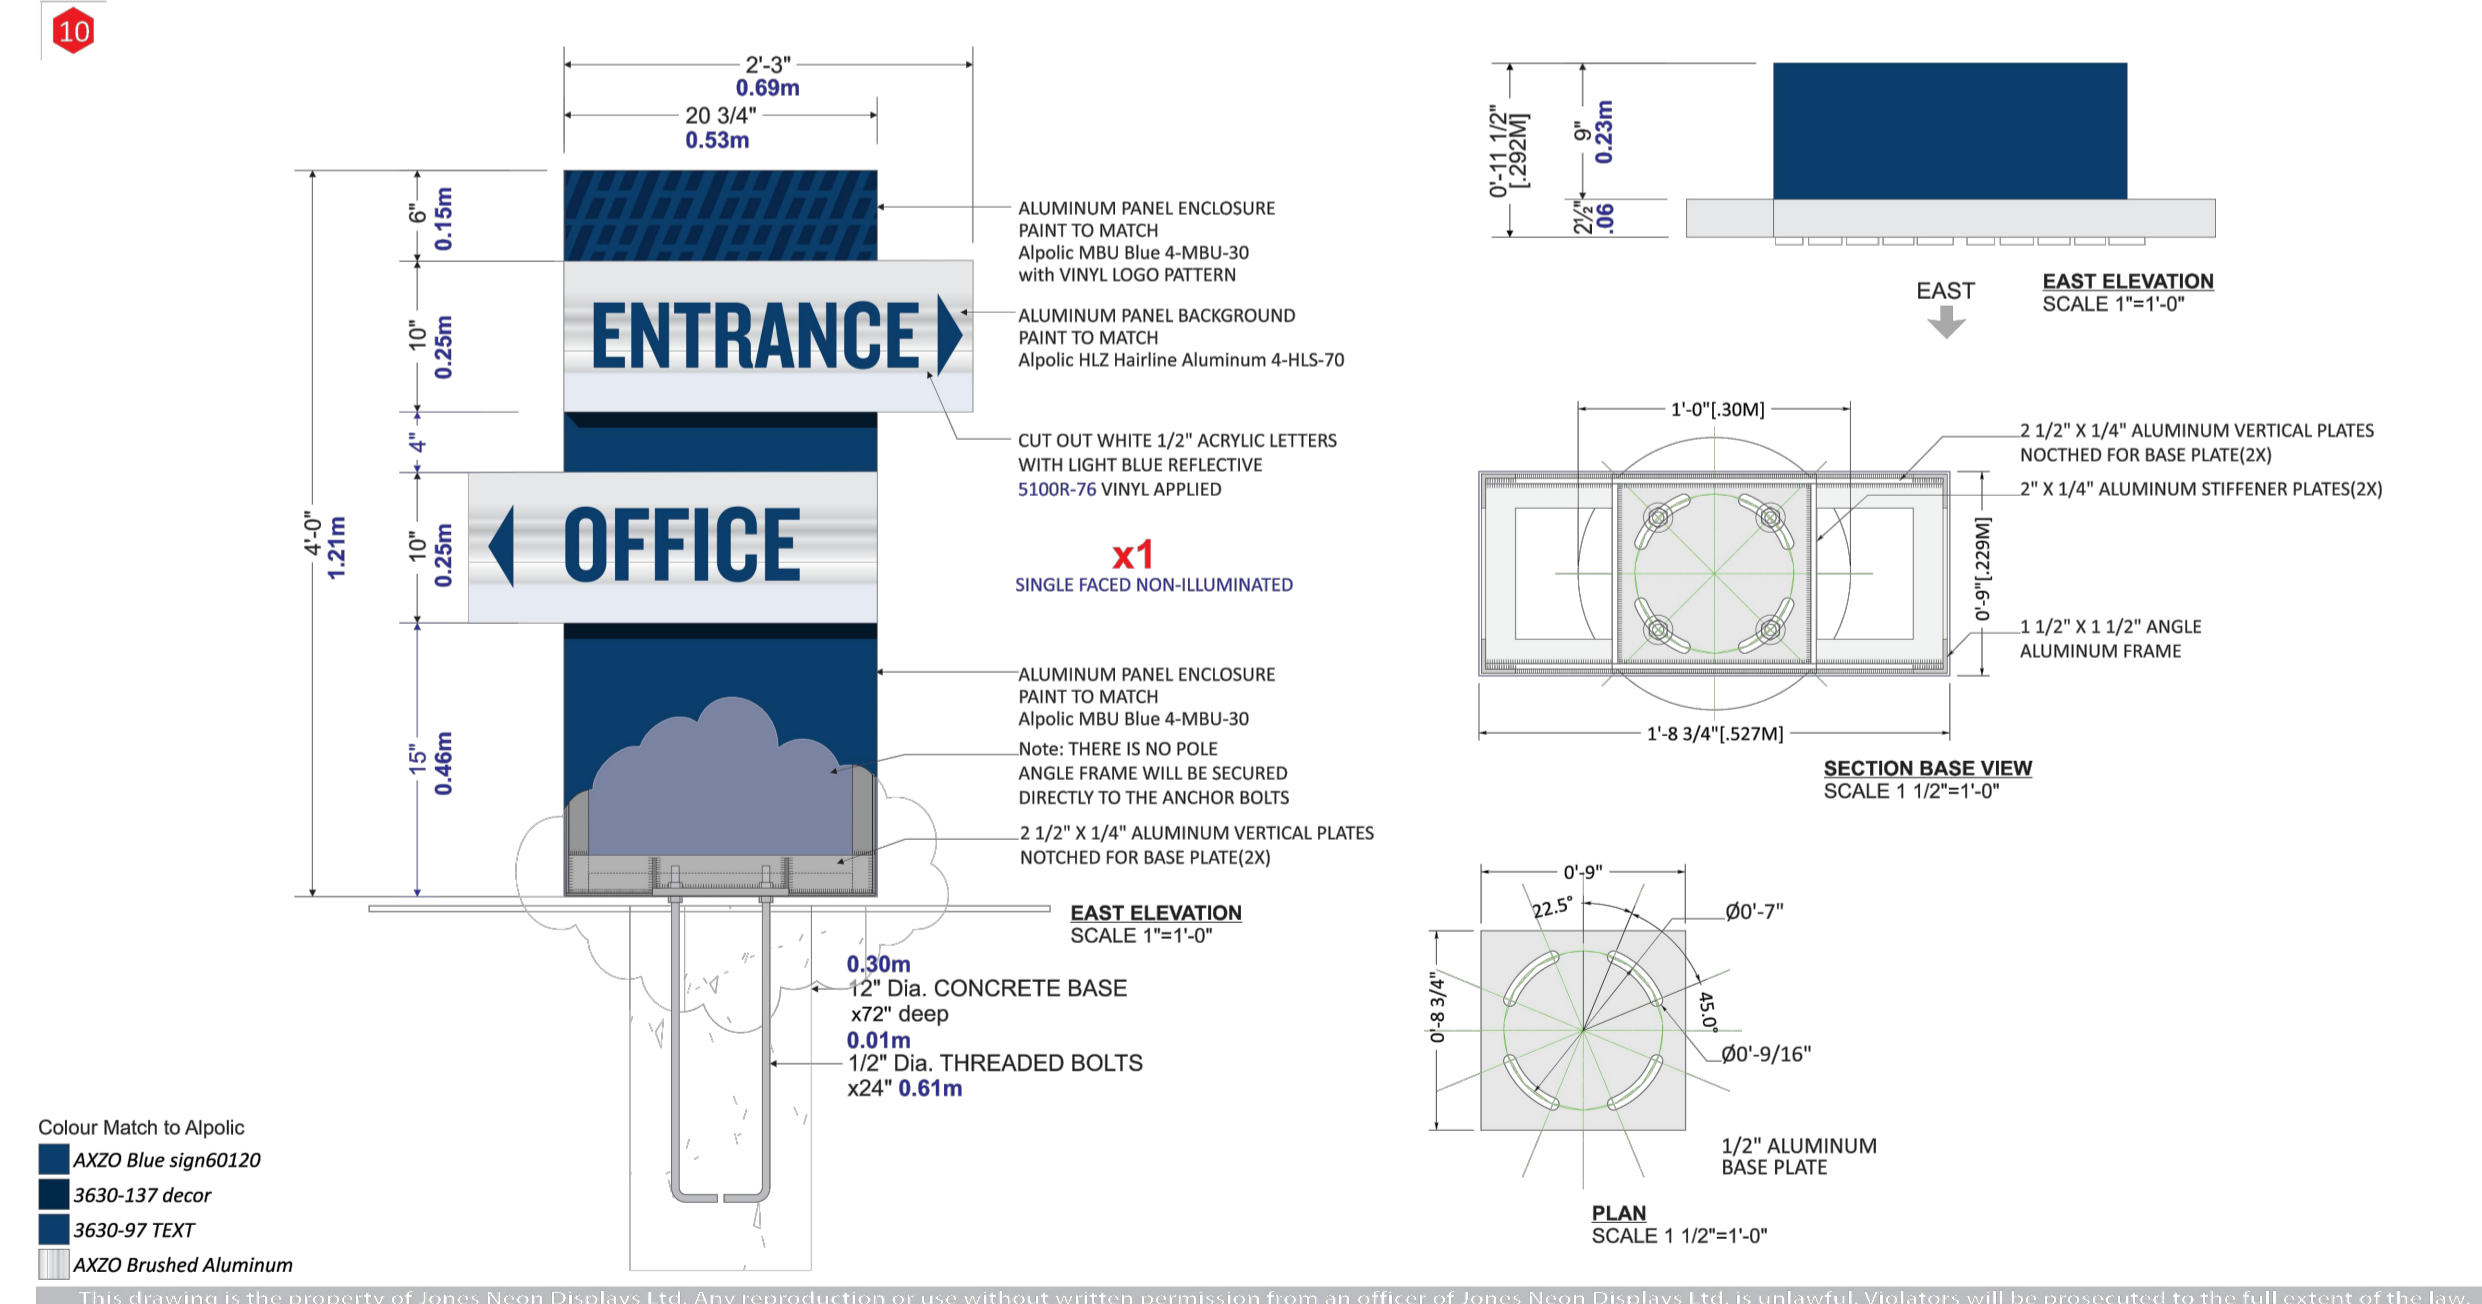 10
2'-3"
0.69m
20 3/4"
0.53m
6"
0.15m
10"
0.25m
4"
10"
0.25m
15"
0.46m
4'-0"
1.21m
ENTRANCE
OFFICE
ALUMINUM PANEL ENCLOSURE
PAINT TO MATCH
Alpolic MBU Blue 4-MBU-30
with VINYL LOGO PATTERN
ALUMINUM PANEL BACKGROUND
PAINT TO MATCH
Alpolic HLZ Hairline Aluminum 4-HLS-70
CUT OUT WHITE 1/2" ACRYLIC LETTERS
WITH LIGHT BLUE REFLECTIVE
5100R-76 VINYL APPLIED
x1
SINGLE FACED NON-ILLUMINATED
ALUMINUM PANEL ENCLOSURE
PAINT TO MATCH
Alpolic MBU Blue 4-MBU-30
Note: THERE IS NO POLE
ANGLE FRAME WILL BE SECURED
DIRECTLY TO THE ANCHOR BOLTS
2 1/2" X 1/4" ALUMINUM VERTICAL PLATES
NOTCHED FOR BASE PLATE(2X)
EAST ELEVATION
SCALE 1"=1'-0"
0.30m
12" Dia. CONCRETE BASE
x72" deep
0.01m
1/2" Dia. THREADED BOLTS
x24" 0.61m
0'-11 1/2"
[.292M]
9"
0.23m
2½"
.06
EAST
EAST ELEVATION
SCALE 1"=1'-0"
1'-0"[.30M]
2 1/2" X 1/4" ALUMINUM VERTICAL PLATES
NOCTHED FOR BASE PLATE(2X)
2" X 1/4" ALUMINUM STIFFENER PLATES(2X)
0'-9"[.229M]
1 1/2" X 1 1/2" ANGLE
ALUMINUM FRAME
1'-8 3/4"[.527M]
SECTION BASE VIEW
SCALE 1 1/2"=1'-0"
0'-9"
22.5°
Ø0'-7"
0'-8 3/4"
45.0°
Ø0'-9/16"
1/2" ALUMINUM
BASE PLATE
PLAN
SCALE 1 1/2"=1'-0"
Colour Match to Alpolic
AXZO Blue sign60120
3630-137 decor
3630-97 TEXT
AXZO Brushed Aluminum
This drawing is the property of Jones Neon Displays Ltd. Any reproduction or use without written permission from an officer of Jones Neon Displays Ltd. is unlawful. Violators will be prosecuted to the full extent of the law.